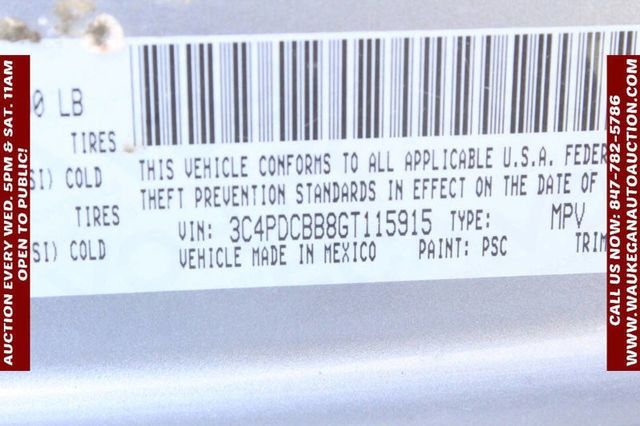 AUCTION EVERY WED. 5PM & SAT. 11AM
OPEN TO PUBLIC!
0 LB
TIRES
SI) COLD
TIRES
SI) COLD
THIS VEHICLE CONFORMS TO ALL APPLICABLE U.S.A. FEDER
THEFT PREVENTION STANDARDS IN EFFECT ON THE DATE OF
VIN: 3C4PDCBB8GT115915 TYPE: MPV
VEHICLE MADE IN MEXICO PAINT: PSC TRIM
CALL US NOW: 847-782-5786
WWW.WAUKEGANAUTOAUCTION.COM